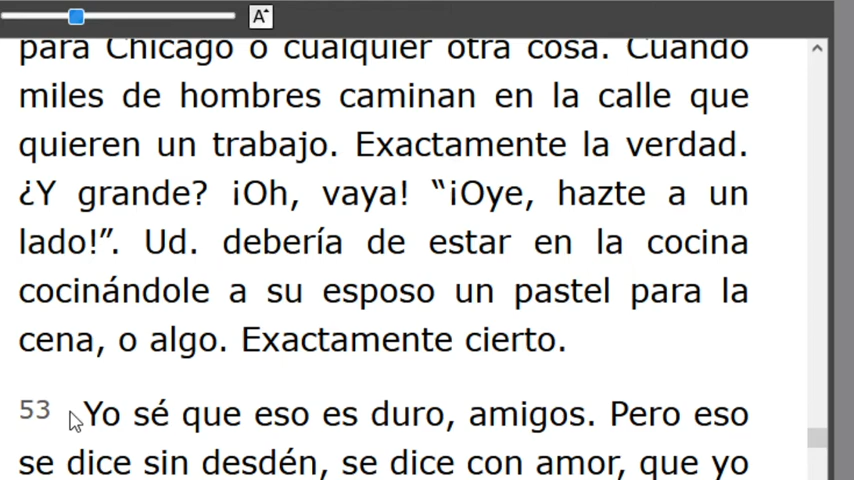 A
para Chicago o cualquier otra cosa. Cuando
miles de hombres caminan en la calle que
quieren un trabajo. Exactamente la verdad.
¿Y grande? ¡Oh, vaya! “¡Oye, hazte a un
lado!”. Ud. debería de estar en la cocina
cocinándole a su esposo un pastel para la
cena, o algo. Exactamente cierto.
53 Yo sé que eso es duro, amigos. Pero eso
se dice sin desdén, se dice con amor, que yo